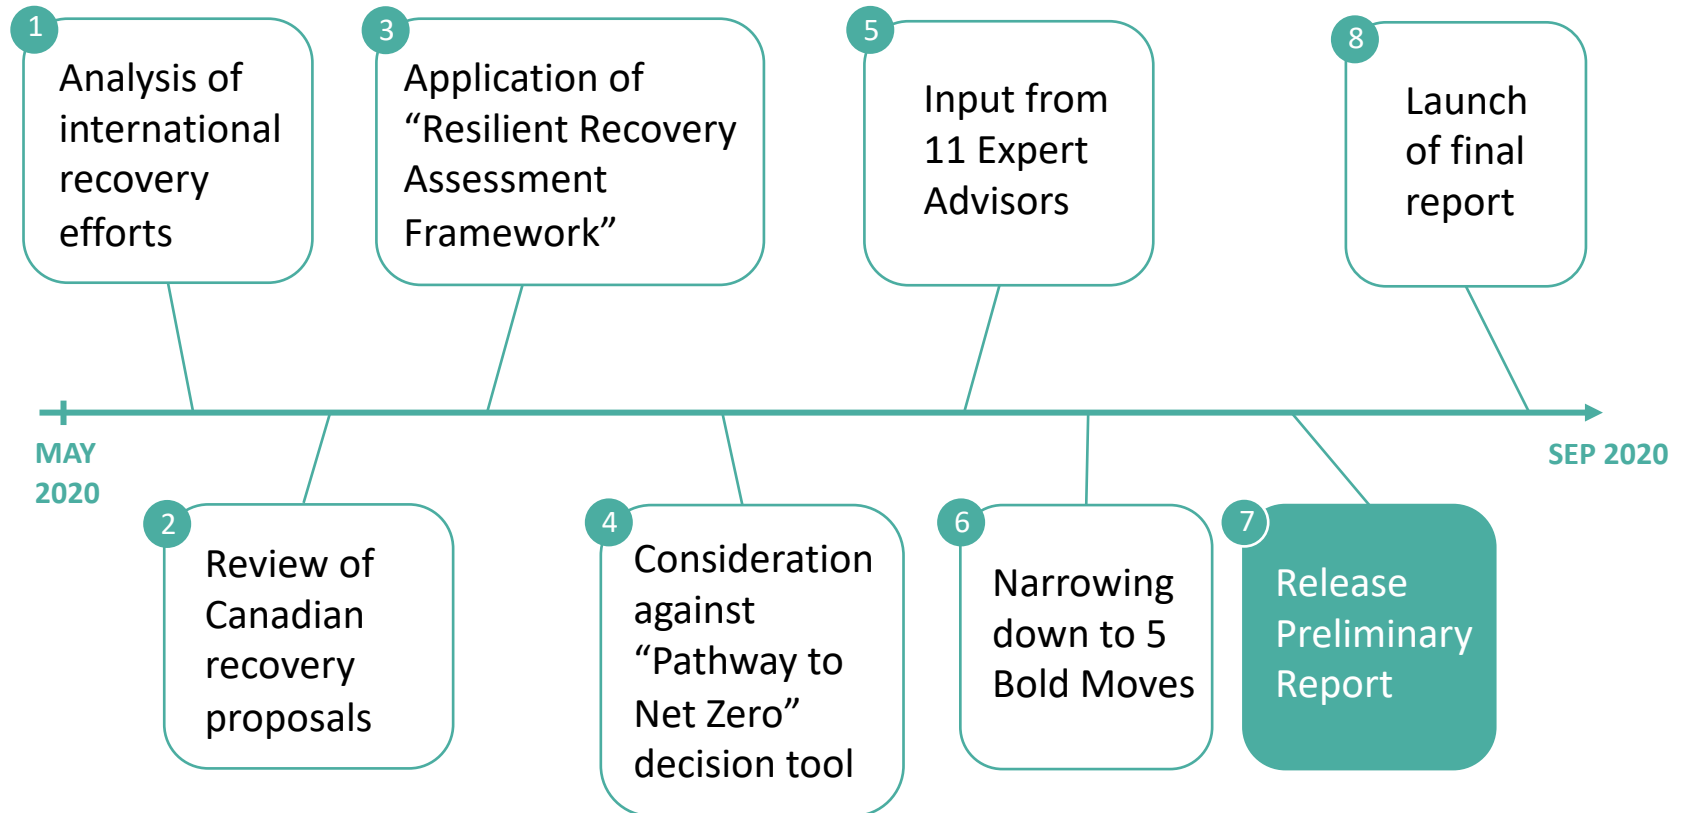 1
Analysis of
international
recovery
efforts
3
Application of
“Resilient Recovery
Assessment
Framework”
5
Input from
11 Expert
Advisors
8
Launch
of final
report
MAY
2020
SEP 2020
2
Review of
Canadian
recovery
proposals
4
Consideration
against
“Pathway to
Net Zero”
decision tool
6
Narrowing
down to 5
Bold Moves
7
Release
Preliminary
Report